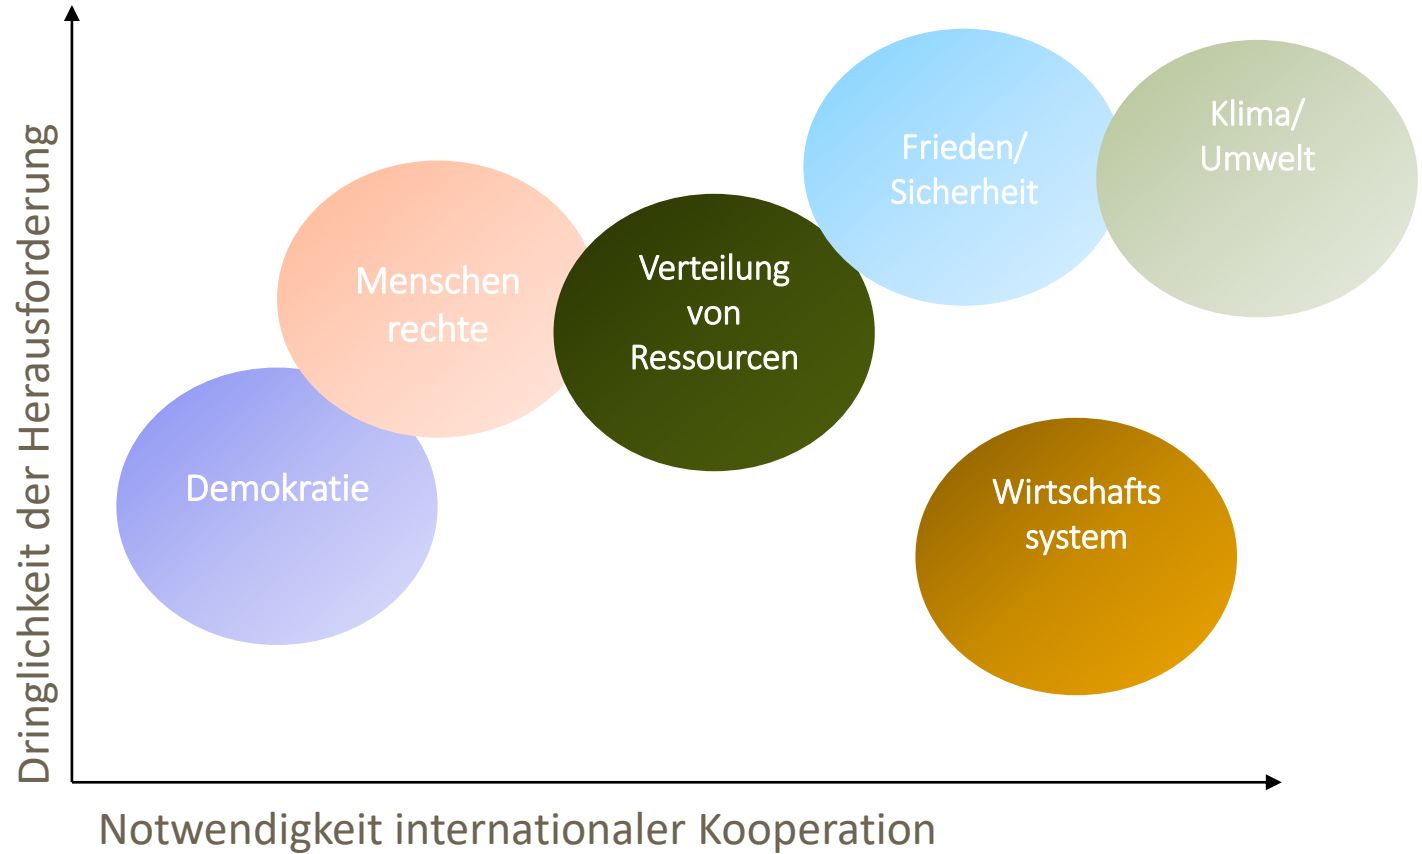 Dringlichkeit der Herausforderung
Klima/
Umwelt
Frieden/
Sicherheit
Verteilung
von
Ressourcen
Menschen
rechte
Demokratie
Wirtschafts
system
Notwendigkeit internationaler Kooperation